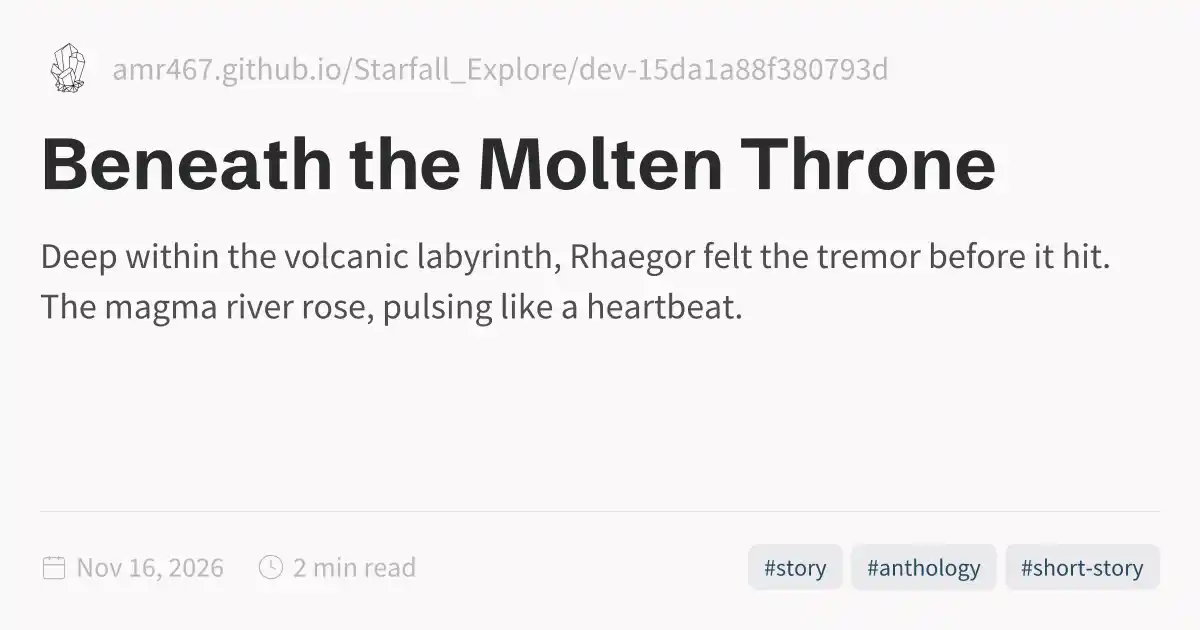 amr467.github.io/Starfall_Explore/dev-15da1a88f380793d
Beneath the Molten Throne
Deep within the volcanic labyrinth, Rhaegor felt the tremor before it hit.
The magma river rose, pulsing like a heartbeat.
Nov 16, 2026 2 min read #story #anthology #short-story